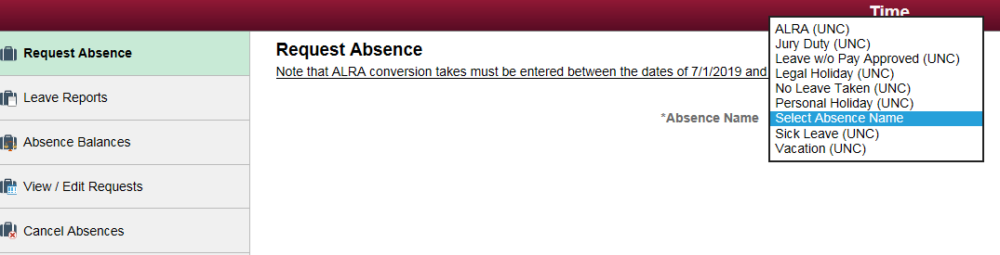 Time
Request Absence
Leave Reports
Absence Balances
View / Edit Requests
Cancel Absences
Request Absence
Note that ALRA conversion takes must be entered between the dates of 7/1/2019 and
*Absence Name
ALRA (UNC)
Jury Duty (UNC)
Leave w/o Pay Approved (UNC)
Legal Holiday (UNC)
No Leave Taken (UNC)
Personal Holiday (UNC)
Select Absence Name
Sick Leave (UNC)
Vacation (UNC)